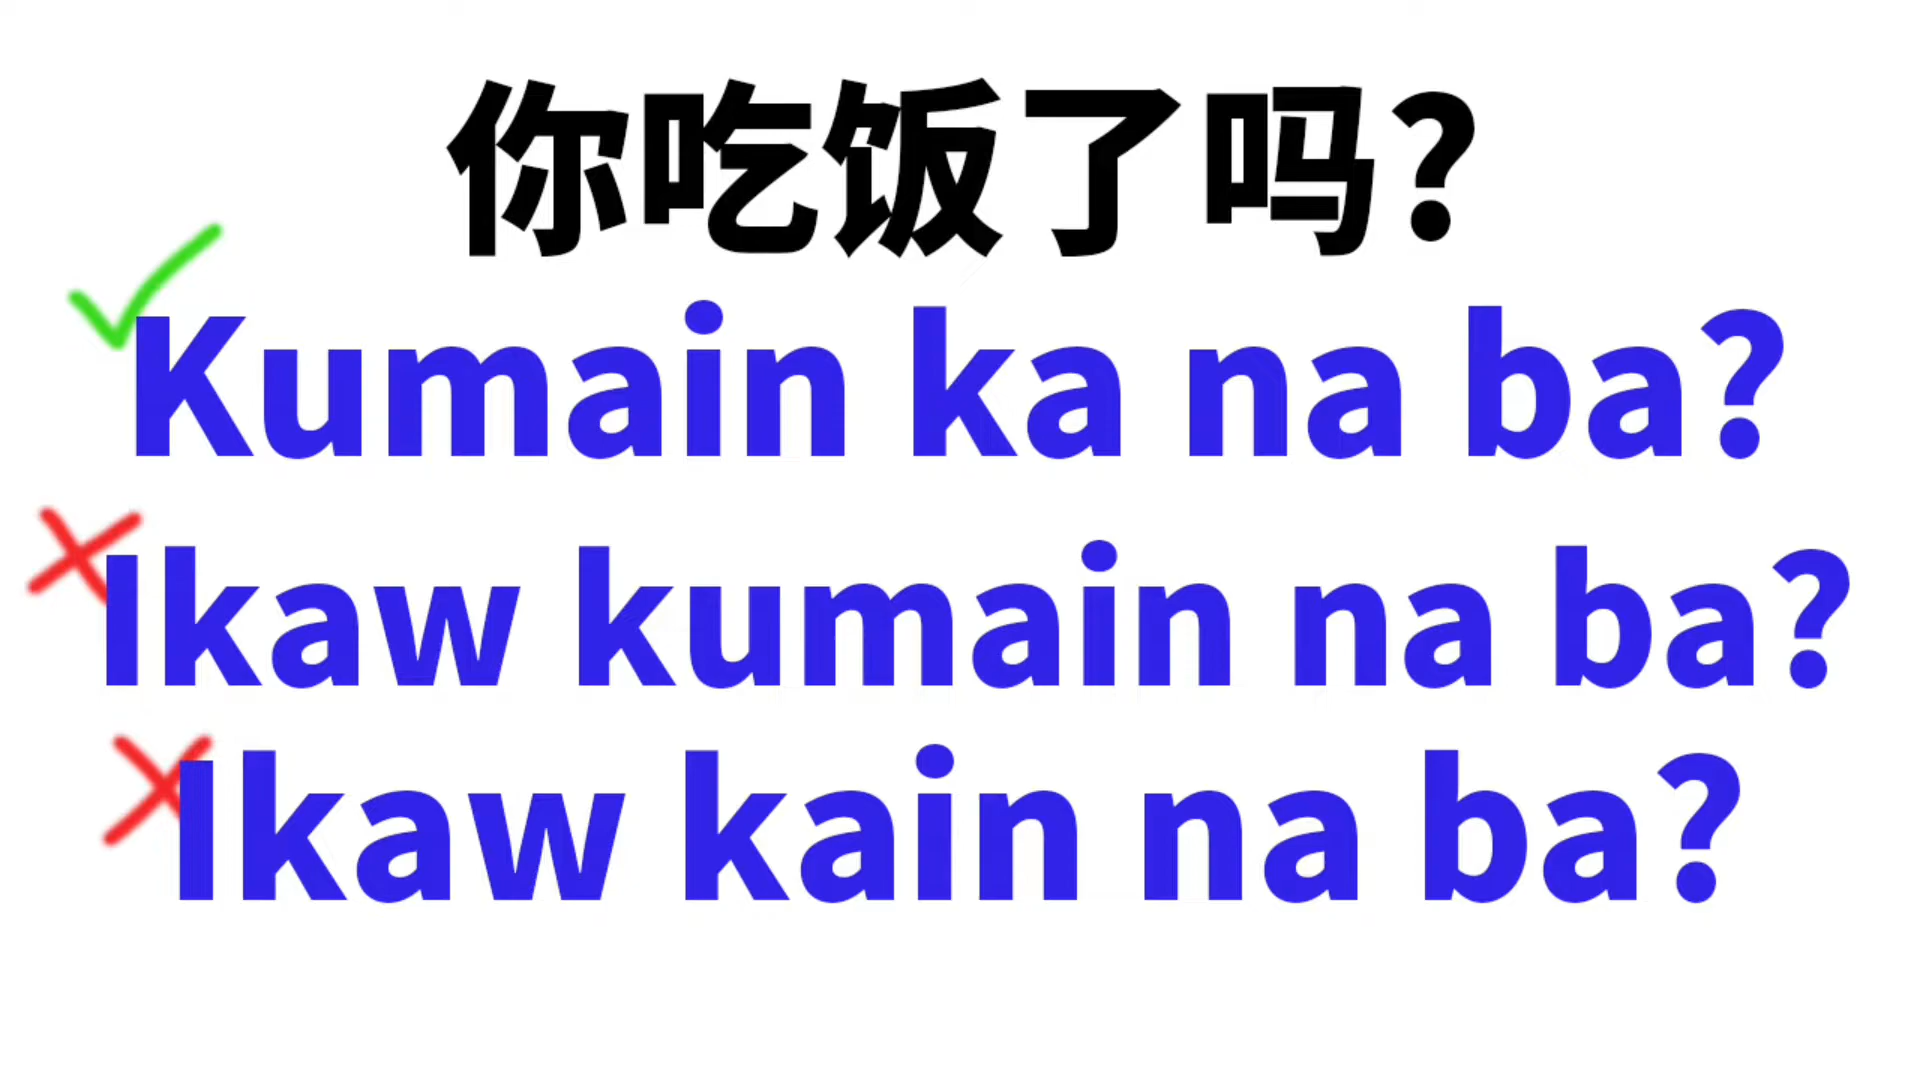 你吃饭了吗?
Kumain ka na ba?
Ikaw kumain na ba?
Ikaw kain na ba?